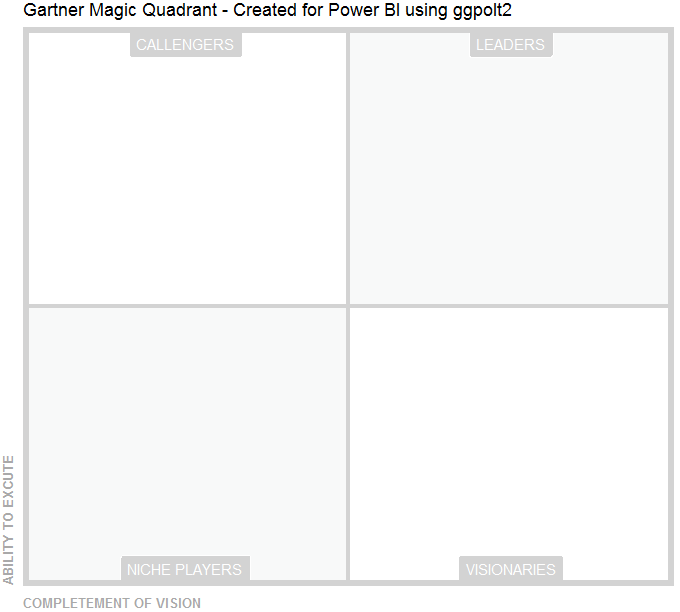 Gartner Magic Quadrant - Created for Power BI using ggpolt2
CALLENGERS
LEADERS
ABILITY TO EXCUTE
NICHE PLAYERS
VISIONARIES
COMPLETEMENT OF VISION